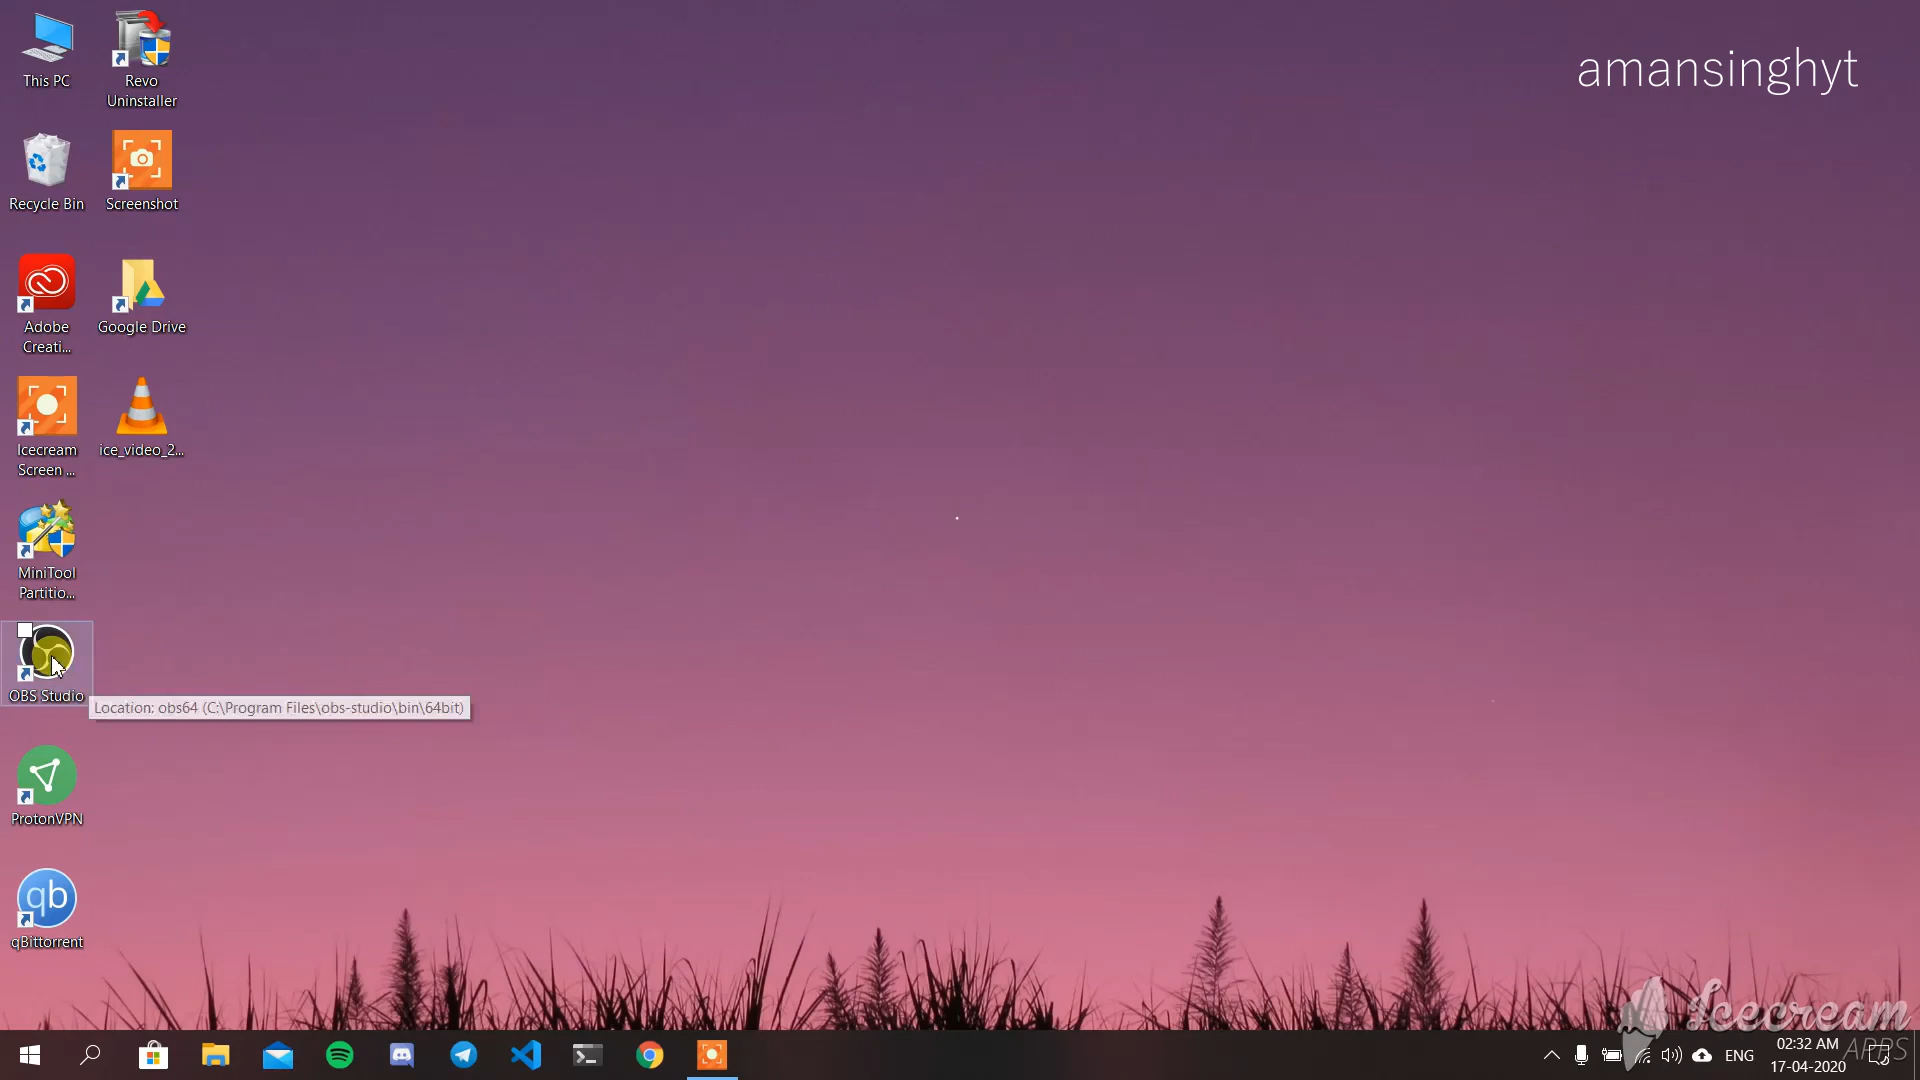 amansinghyt
This PC
Revo
Uninstaller
Recycle Bin
Screenshot
Adobe
Creati...
Google Drive
Icecream
Screen ...
ice_video_2...
MiniTool
Partitio...
OBS Studio
Location: obs64 (C:\Program Files\obs-studio\bin\64bit)
ProtonVPN
qb
qBittorrent
Icecream
APPS
ENG
02:32 AM
17-04-2020